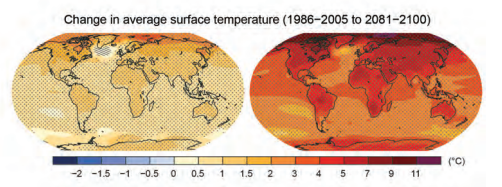 Change in average surface temperature (1986−2005 to 2081−2100)
(°C)
−2 −1.5 −1 −0.5 0 0.5 1 1.5 2 3 4 5 7 9 11